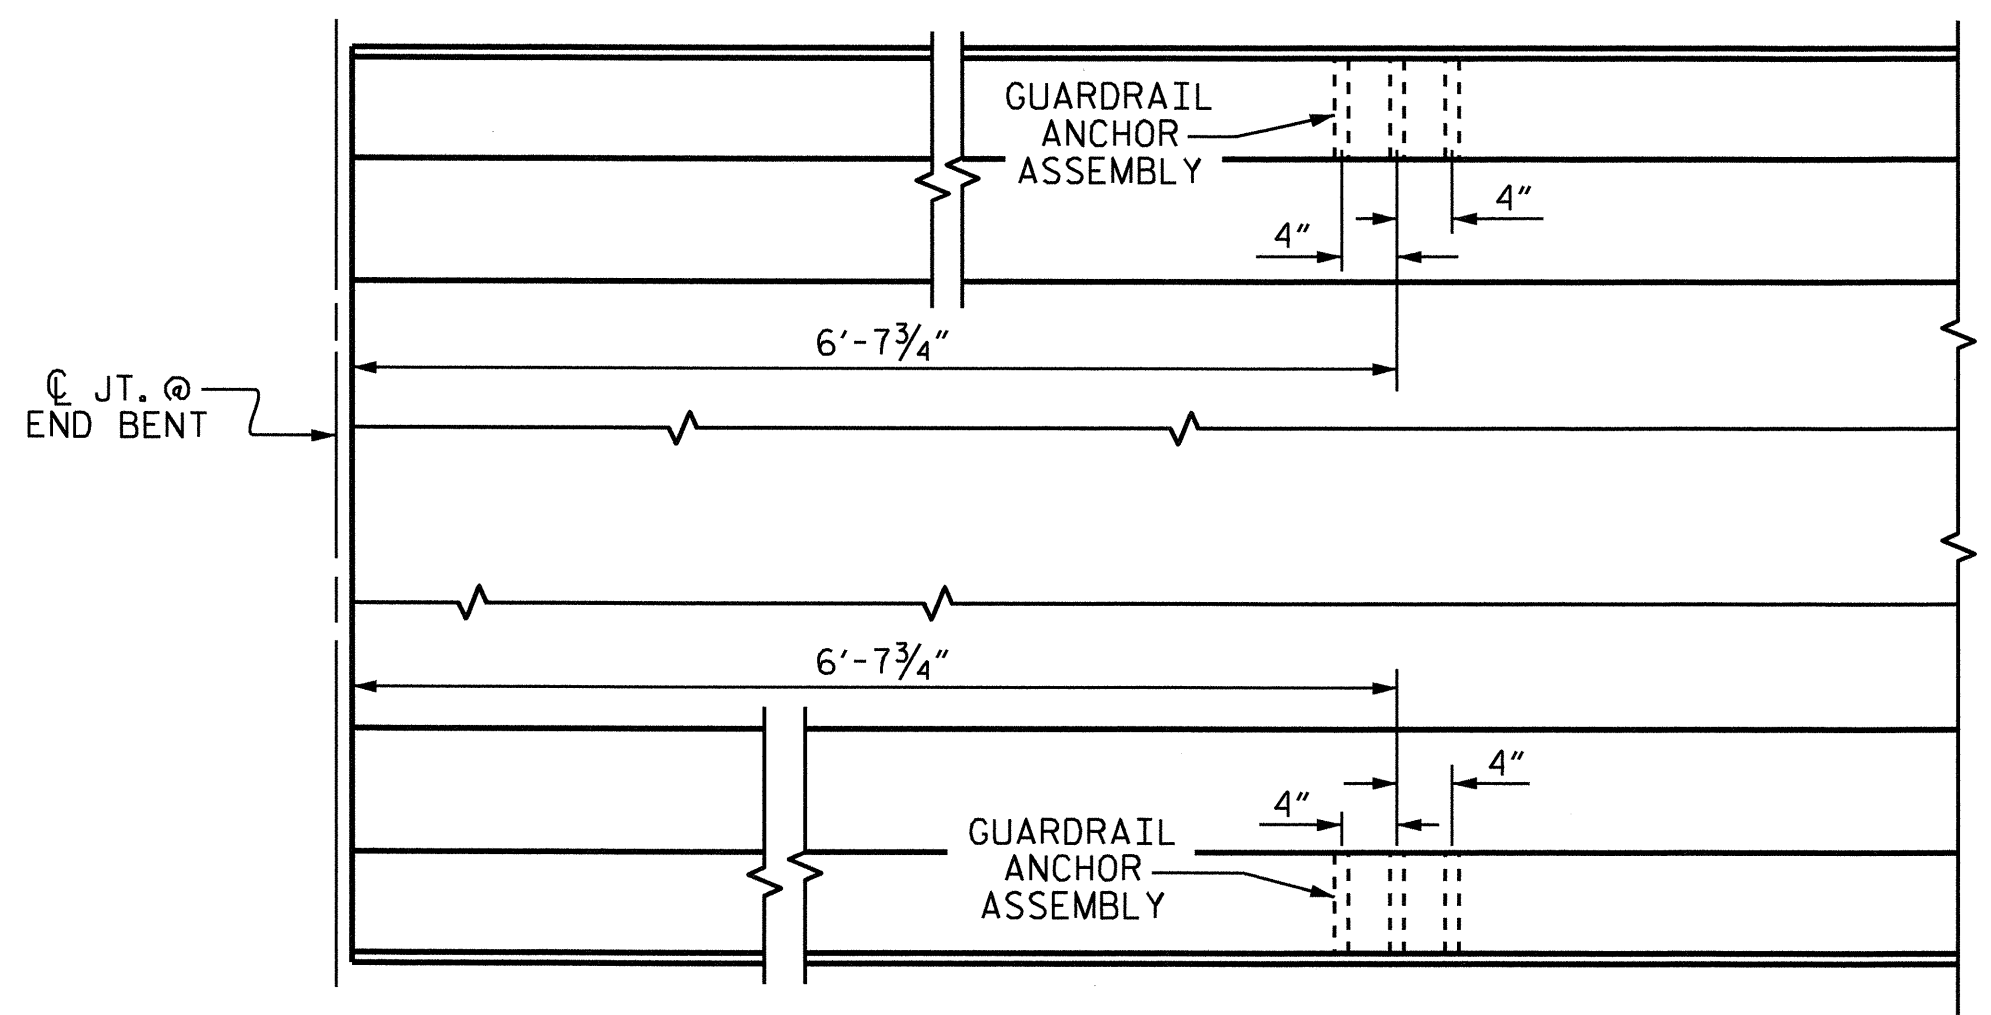 GUARDRAIL
ANCHOR
ASSEMBLY
4"
4"
6'-7¾"
℄ JT. @
END BENT
6'-7¾"
4"
4"
GUARDRAIL
ANCHOR
ASSEMBLY